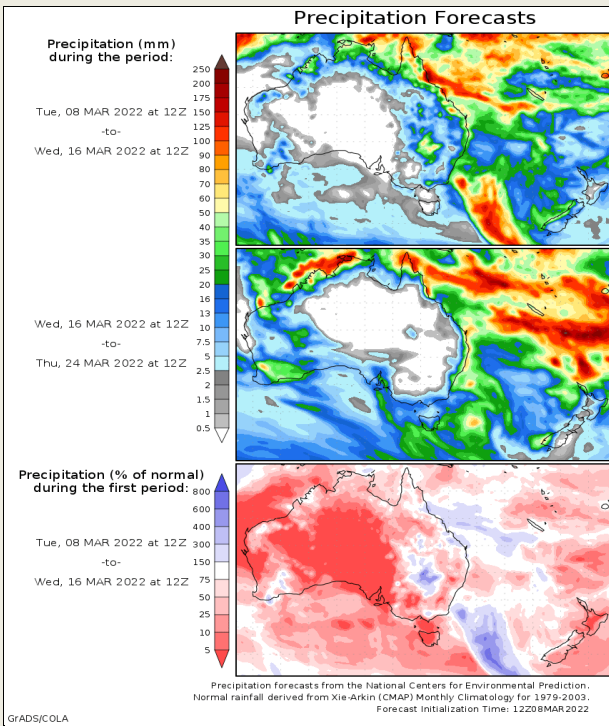 Precipitation Forecasts
Precipitation (mm)
during the period:
Tue, 08 MAR 2022 at 12Z
-to-
Wed, 16 MAR 2022 at 12Z
250
200
175
150
125
100
90
80
70
60
50
40
35
30
25
20
16
13
10
7.5
5
2.5
2
1.5
1
0.5
Wed, 16 MAR 2022 at 12Z
-to-
Thu, 24 MAR 2022 at 12Z
Precipitation (% of normal)
during the first period:
Tue, 08 MAR 2022 at 12Z
-to-
Wed, 16 MAR 2022 at 12Z
800
600
400
300
150
75
50
25
10
5
Precipitation forecasts from the National Centers for Environmental Prediction.
Normal rainfall derived from Xie-Arkin (CMAP) Monthly Climatology for 1979-2003.
Forecast Initialization Time: 12Z08MAR2022
GrADS/COLA